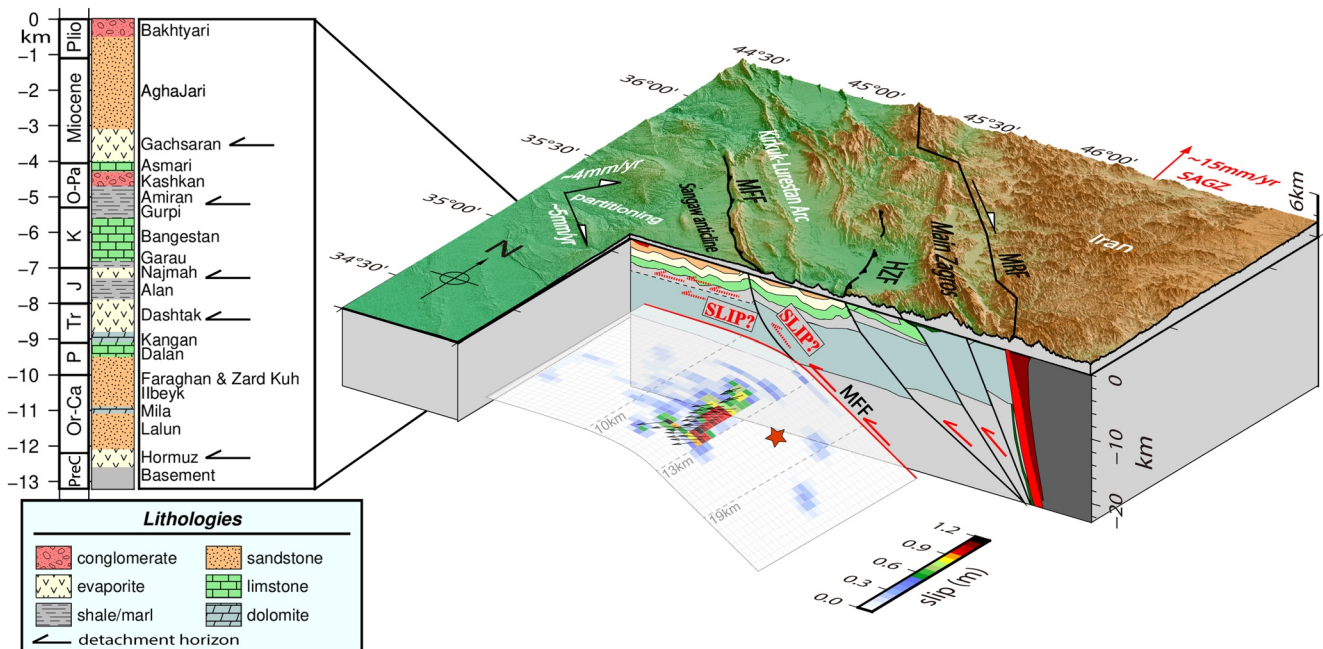 0
km
-1
-2
-3
-4
-5
-6
-7
-8
-9
-10
-11
-12
-13
Plio
Miocene
O-Pa
K
J
Tr
P
Or-Ca
PreC
Bakhtyari
AghaJari
Gachsaran
Asmari
Kashkan
Amiran
Gurpi
Bangestan
Garau
Najmah
Alan
Dashtak
Kangan
Dalan
Faraghan & Zard Kuh
Ilbeyk
Mila
Lalun
Hormuz
Basement
Lithologies
conglomerate
sandstone
evaporite
limstone
shale/marl
dolomite
detachment horizon
44°30'
45°00'
45°30'
46°00'
36°00'
35°30'
35°00'
34°30'
~15mm/yr
SAGZ
6km
~4mm/yr
partitioning
~5mm/yr
N
Sangaw anticline
MFF
Kirkuk-Lurestan Arc
HZF
Main Zagros
MRF
Iran
SLIP?
SLIP?
MFF
10km
13km
19km
0
-10
-20
km
0.0
0.3
0.6
0.9
1.2
slip (m)